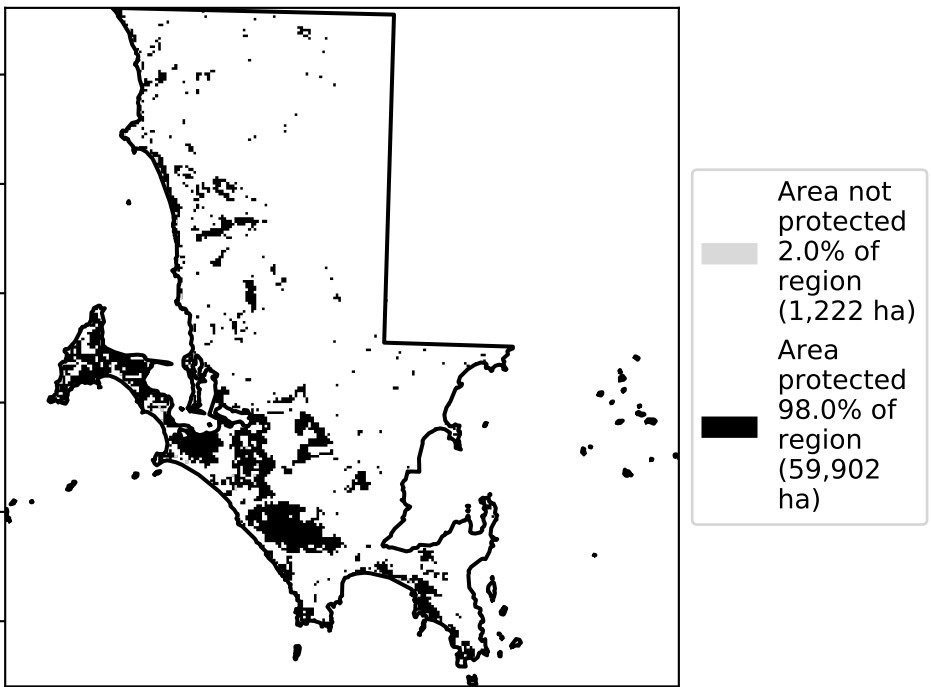 Area not
protected
2.0% of
region
(1,222 ha)
Area
protected
98.0% of
region
(59,902
ha)